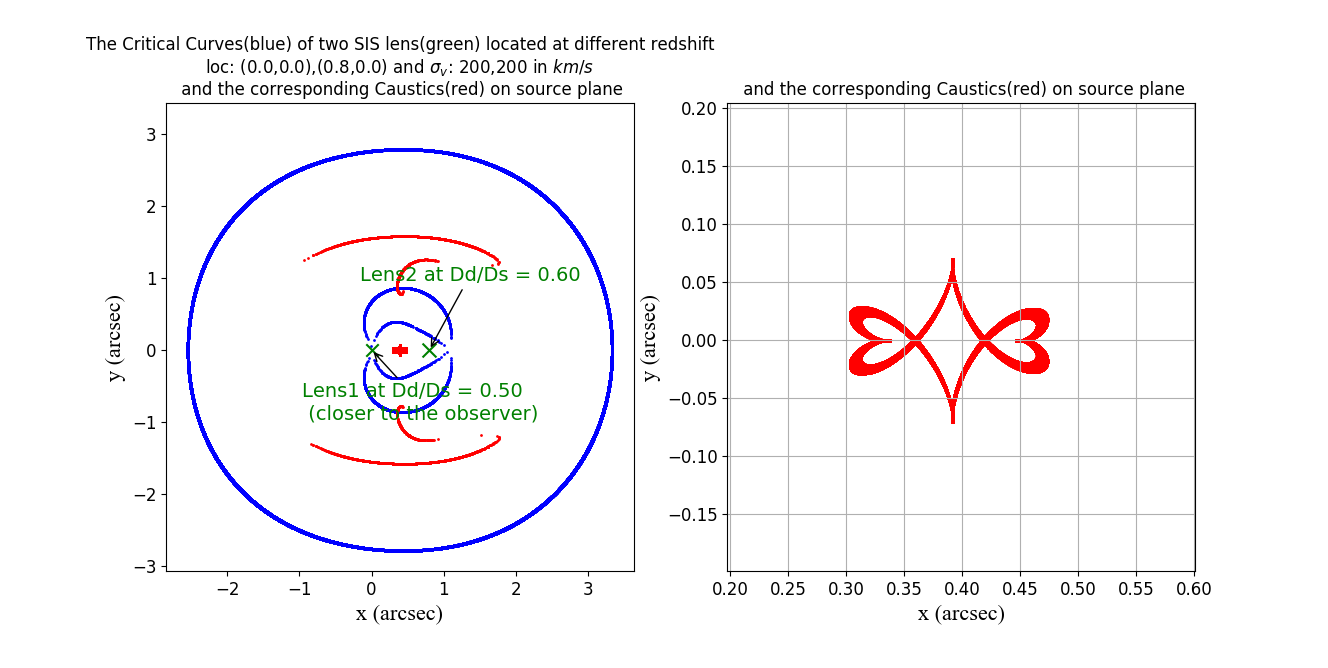 The Critical Curves(blue) of two SIS lens(green) located at different redshift
loc: (0.0,0.0),(0.8,0.0) and σᵥ: 200,200 in km/s
and the corresponding Caustics(red) on source plane
3
2
1
0
−1
−2
−3
y (arcsec)
−2 −1 0 1 2 3
x (arcsec)
Lens2 at Dd/Ds = 0.60
Lens1 at Dd/Ds = 0.50
(closer to the observer)
and the corresponding Caustics(red) on source plane
0.20
0.15
0.10
0.05
0.00
−0.05
−0.10
−0.15
y (arcsec)
0.20 0.25 0.30 0.35 0.40 0.45 0.50 0.55 0.60
x (arcsec)